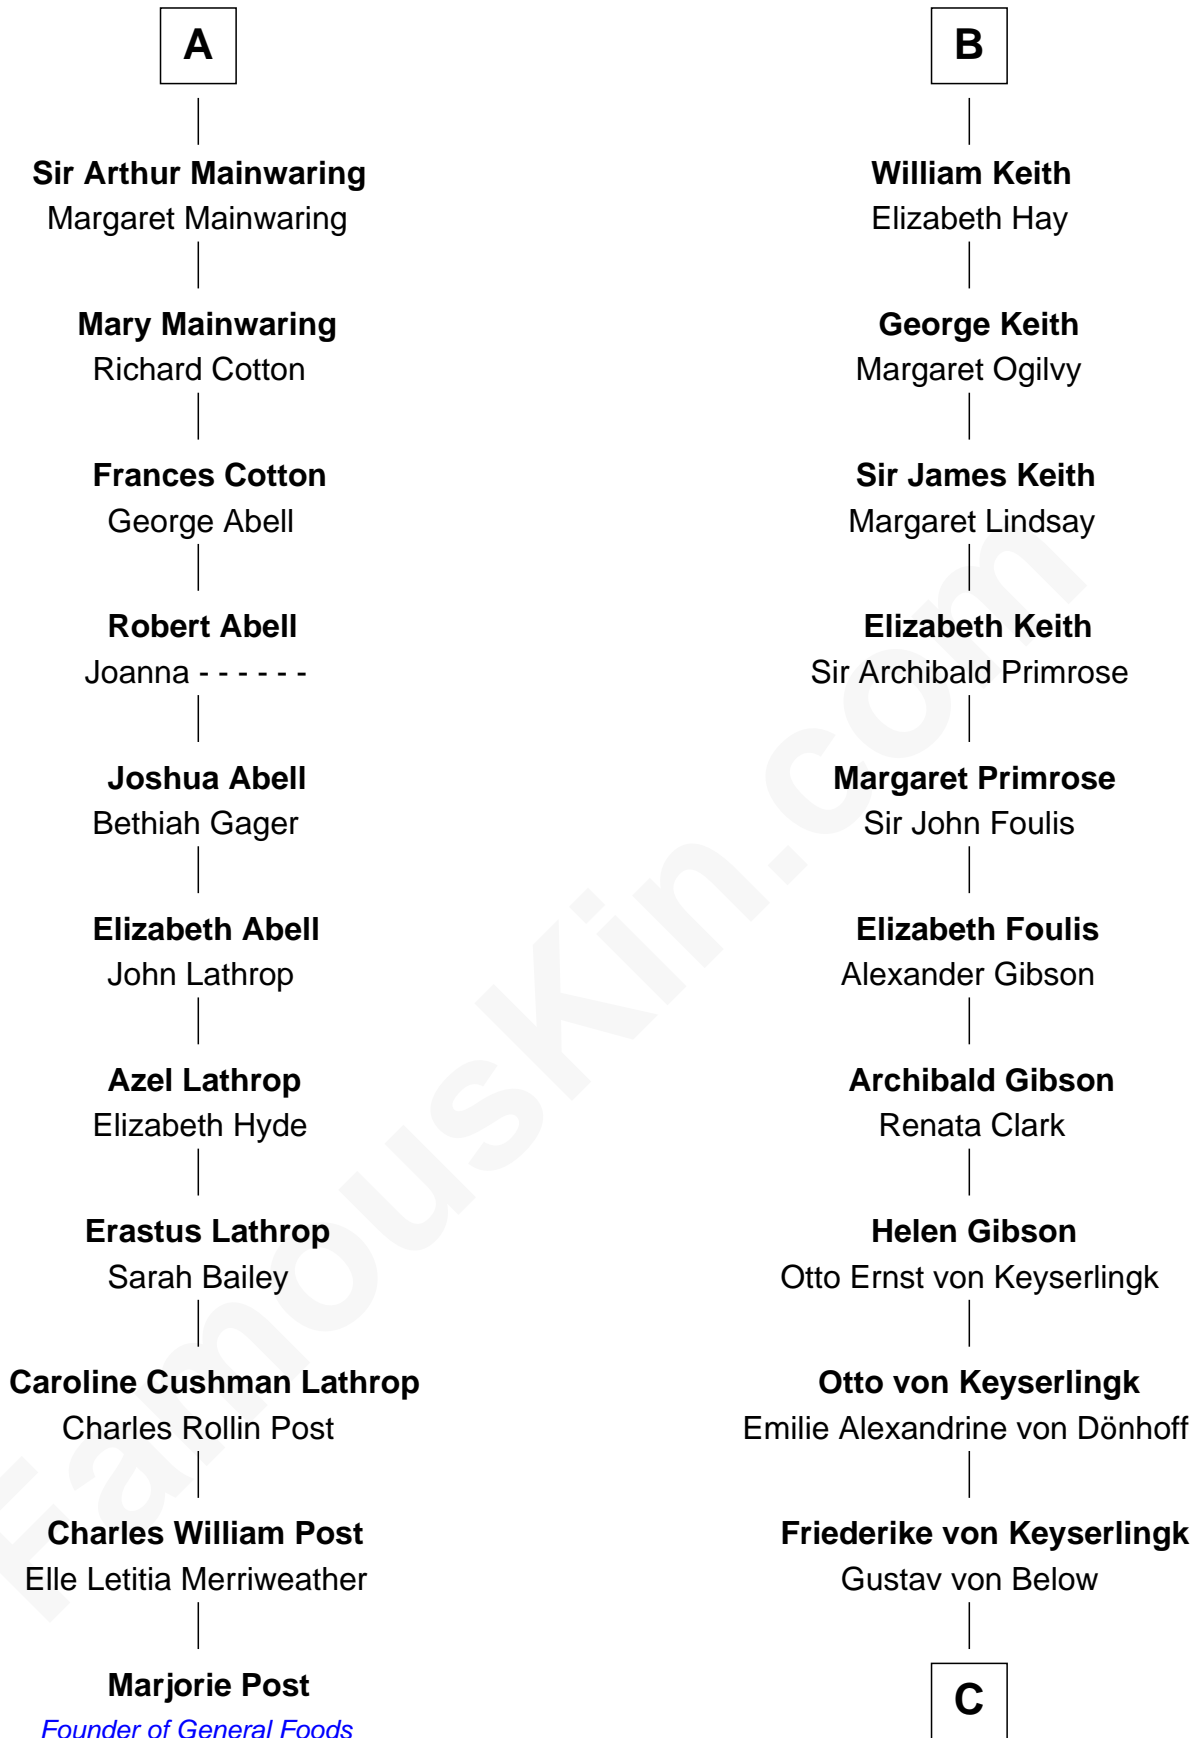 A
Sir Arthur Mainwaring
Margaret Mainwaring
Mary Mainwaring
Richard Cotton
Frances Cotton
George Abell
Robert Abell
Joanna - - - - - -
Joshua Abell
Bethiah Gager
Elizabeth Abell
John Lathrop
Azel Lathrop
Elizabeth Hyde
Erastus Lathrop
Sarah Bailey
Caroline Cushman Lathrop
Charles Rollin Post
Charles William Post
Elle Letitia Merriweather
Marjorie Post
Founder of General Foods
B
William Keith
Elizabeth Hay
George Keith
Margaret Ogilvy
Sir James Keith
Margaret Lindsay
Elizabeth Keith
Sir Archibald Primrose
Margaret Primrose
Sir John Foulis
Elizabeth Foulis
Alexander Gibson
Archibald Gibson
Renata Clark
Helen Gibson
Otto Ernst von Keyserlingk
Otto von Keyserlingk
Emilie Alexandrine von Dönhoff
Friederike von Keyserlingk
Gustav von Below
C
FamousKin.com